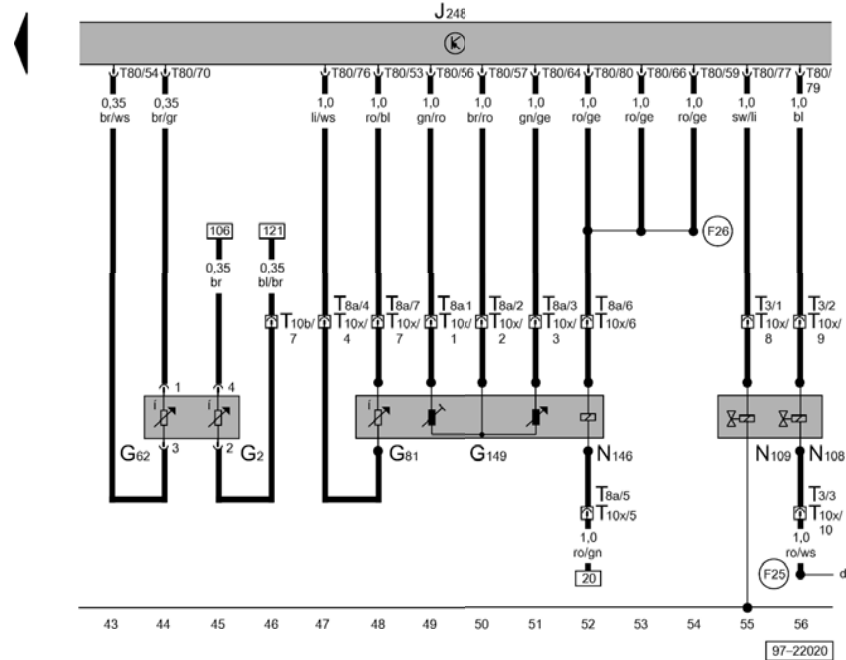 J248
T80/54 T80/70 T80/76 T80/53 T80/56 T80/57 T80/64 T80/80 T80/66 T80/59 T80/77 T80/
79
0,35 0,35 1,0 1,0 1,0 1,0 1,0 1,0 1,0 1,0 1,0 1,0
br/ws br/gr li/ws ro/bl gn/ro br/ro gn/ge ro/ge ro/ge ro/ge sw/li bl
106 121 F26
0,35 0,35
br bl/br
T8a/4 T8a/7 T8a1 T8a/2 T8a/3 T8a/6 T3/1 T3/2
T10b/ T10x/ T10x/ T10x/ T10x/ T10x/ T10x/6 T10x/ T10x/
7 4 7 1 2 3 8 9
1 4
i i i
3 2
G62 G2 G81 G149 N146 N109 N108
T8a/5 T3/3
T10x/5 T10x/
10
1,0 1,0
ro/gn ro/ws
20 F25 d
43 44 45 46 47 48 49 50 51 52 53 54 55 56
97-22020